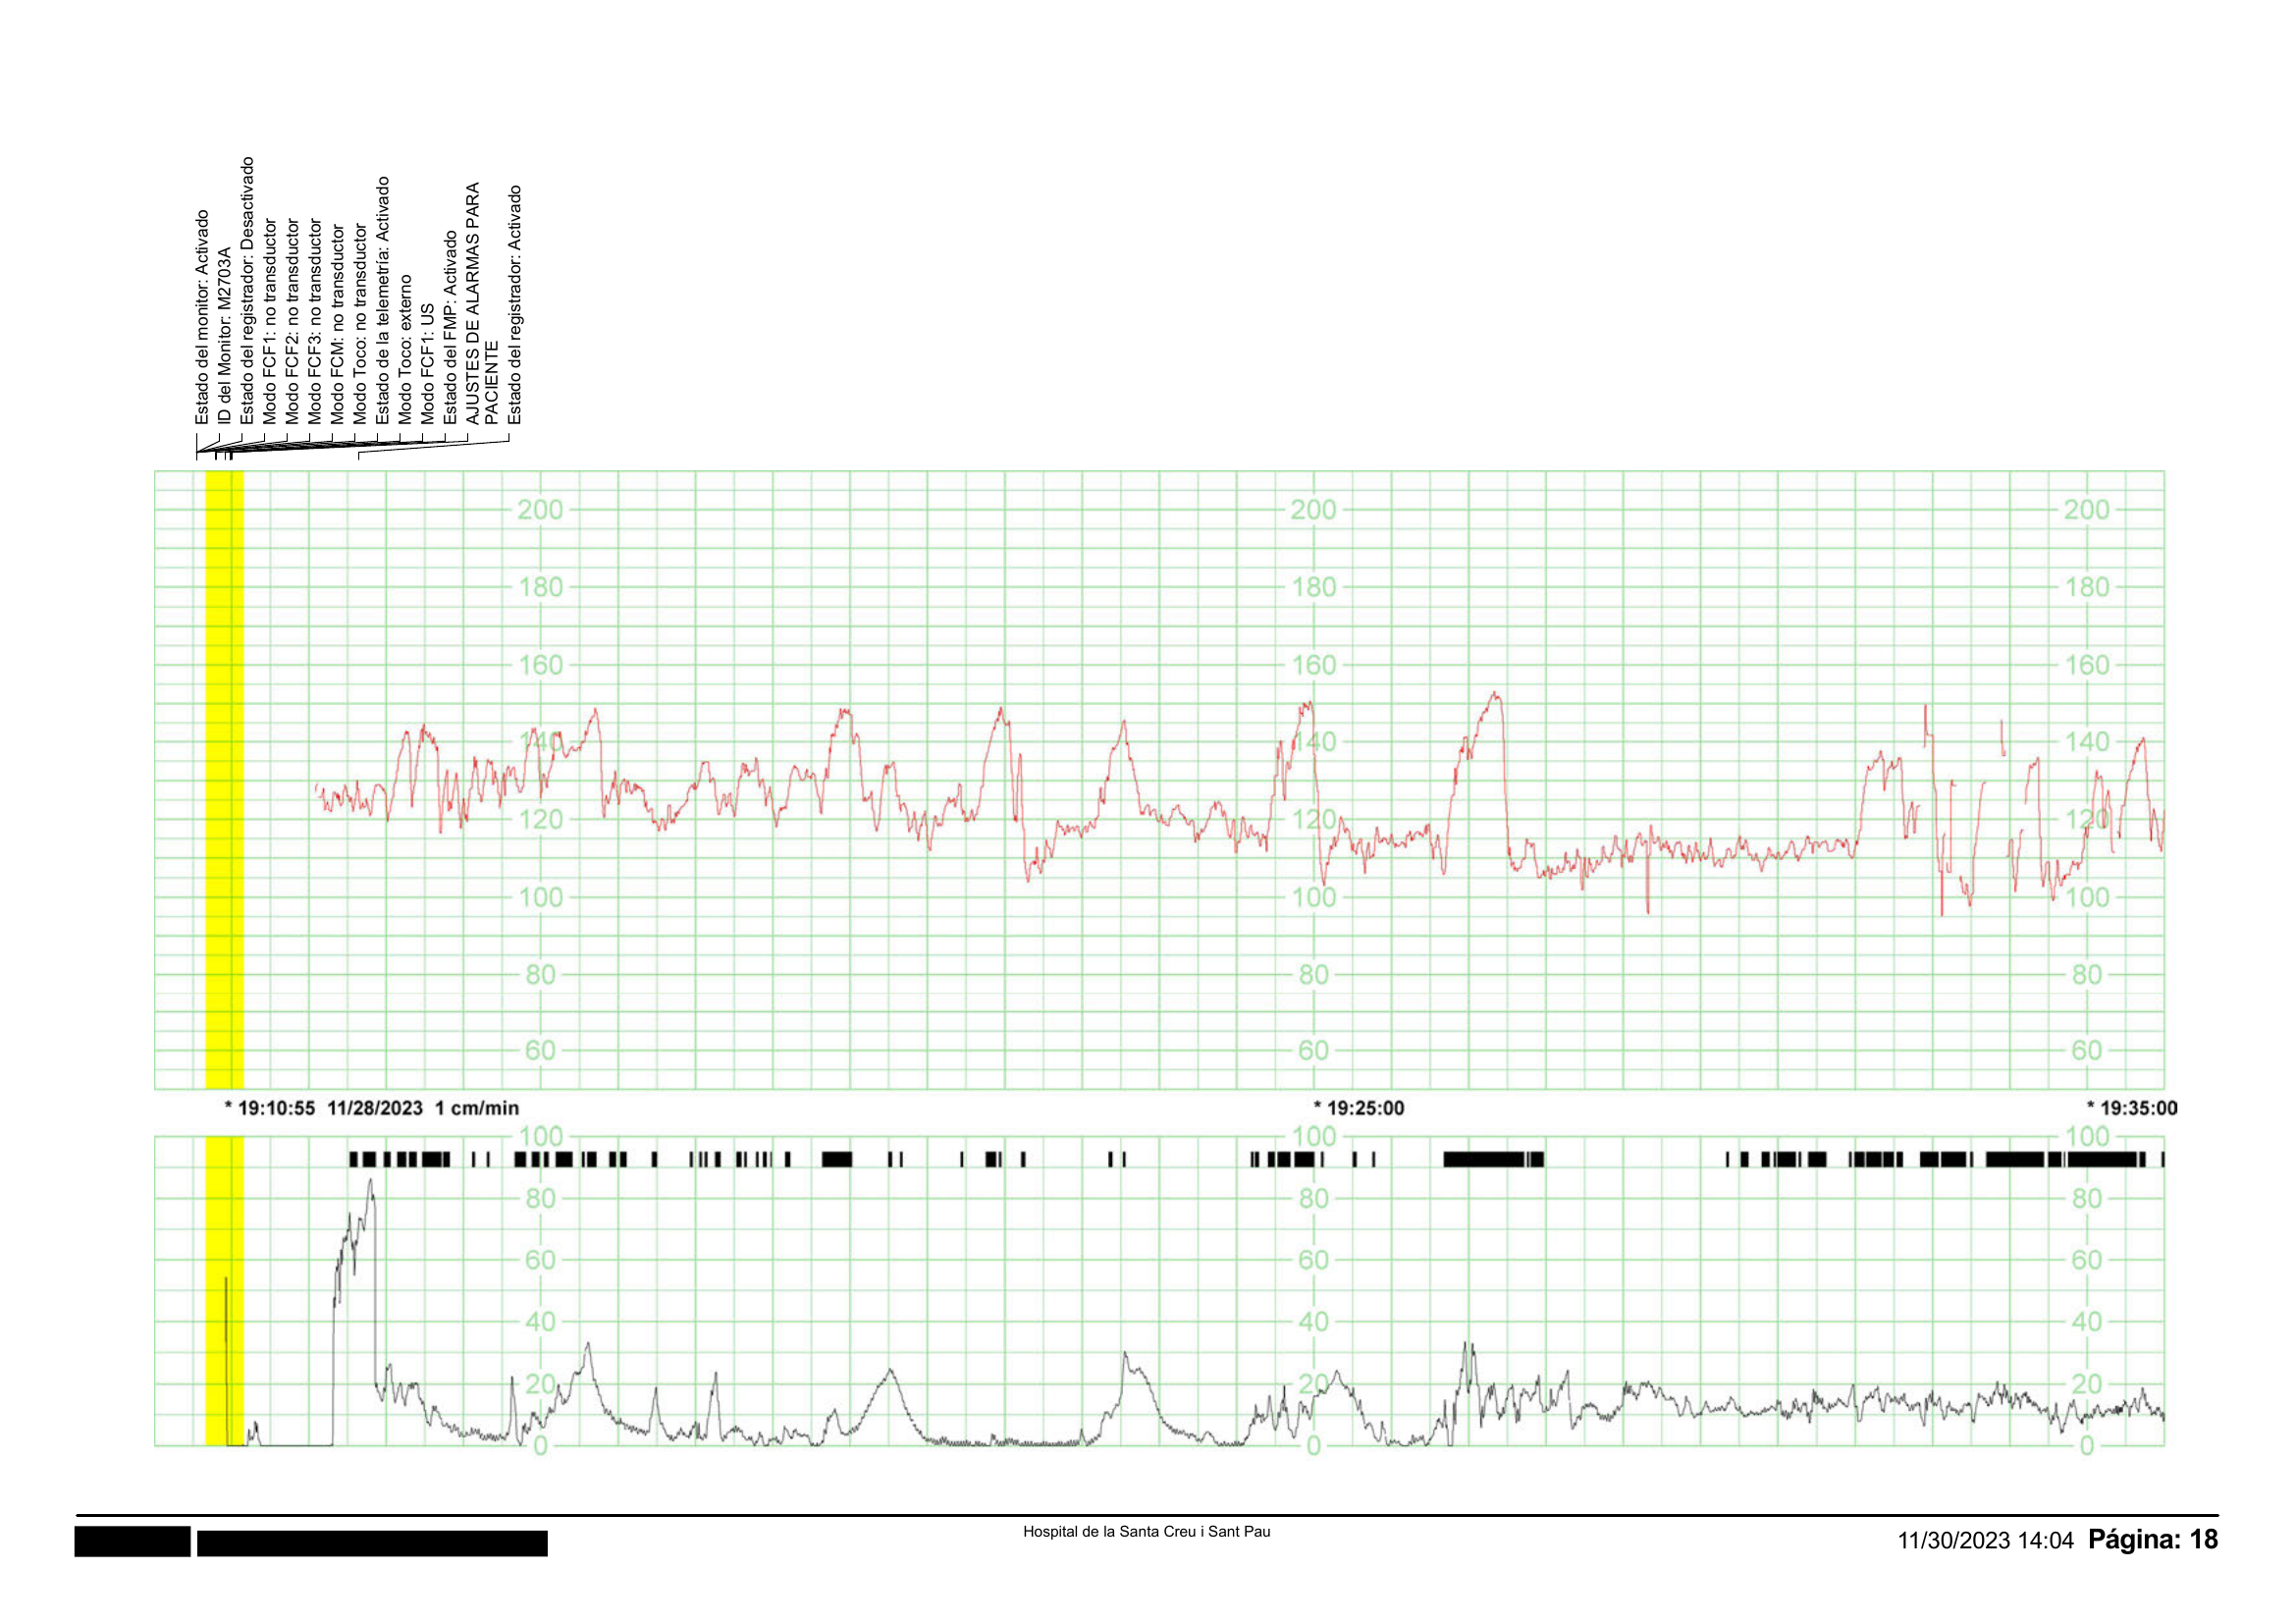 Estado del monitor: Activado
ID del Monitor: M2703A
Estado del registrador: Desactivado
Modo FCF1: no transductor
Modo FCF2: no transductor
Modo FCF3: no transductor
Modo FCM: no transductor
Modo Toco: no transductor
Estado de la telemetría: Activado
Modo Toco: externo
Modo FCF1: US
Estado del FMP: Activado
AJUSTES DE ALARMAS PARA
PACIENTE
Estado del registrador: Activado
200 200 200
180 180 180
160 160 160
140 140 140
120 120 120
100 100 100
80 80 80
60 60 60
* 19:10:55 11/28/2023 1 cm/min * 19:25:00 * 19:35:00
100 100 100
80 80 80
60 60 60
40 40 40
20 20 20
0 0 0
Hospital de la Santa Creu i Sant Pau
11/30/2023 14:04 Página: 18